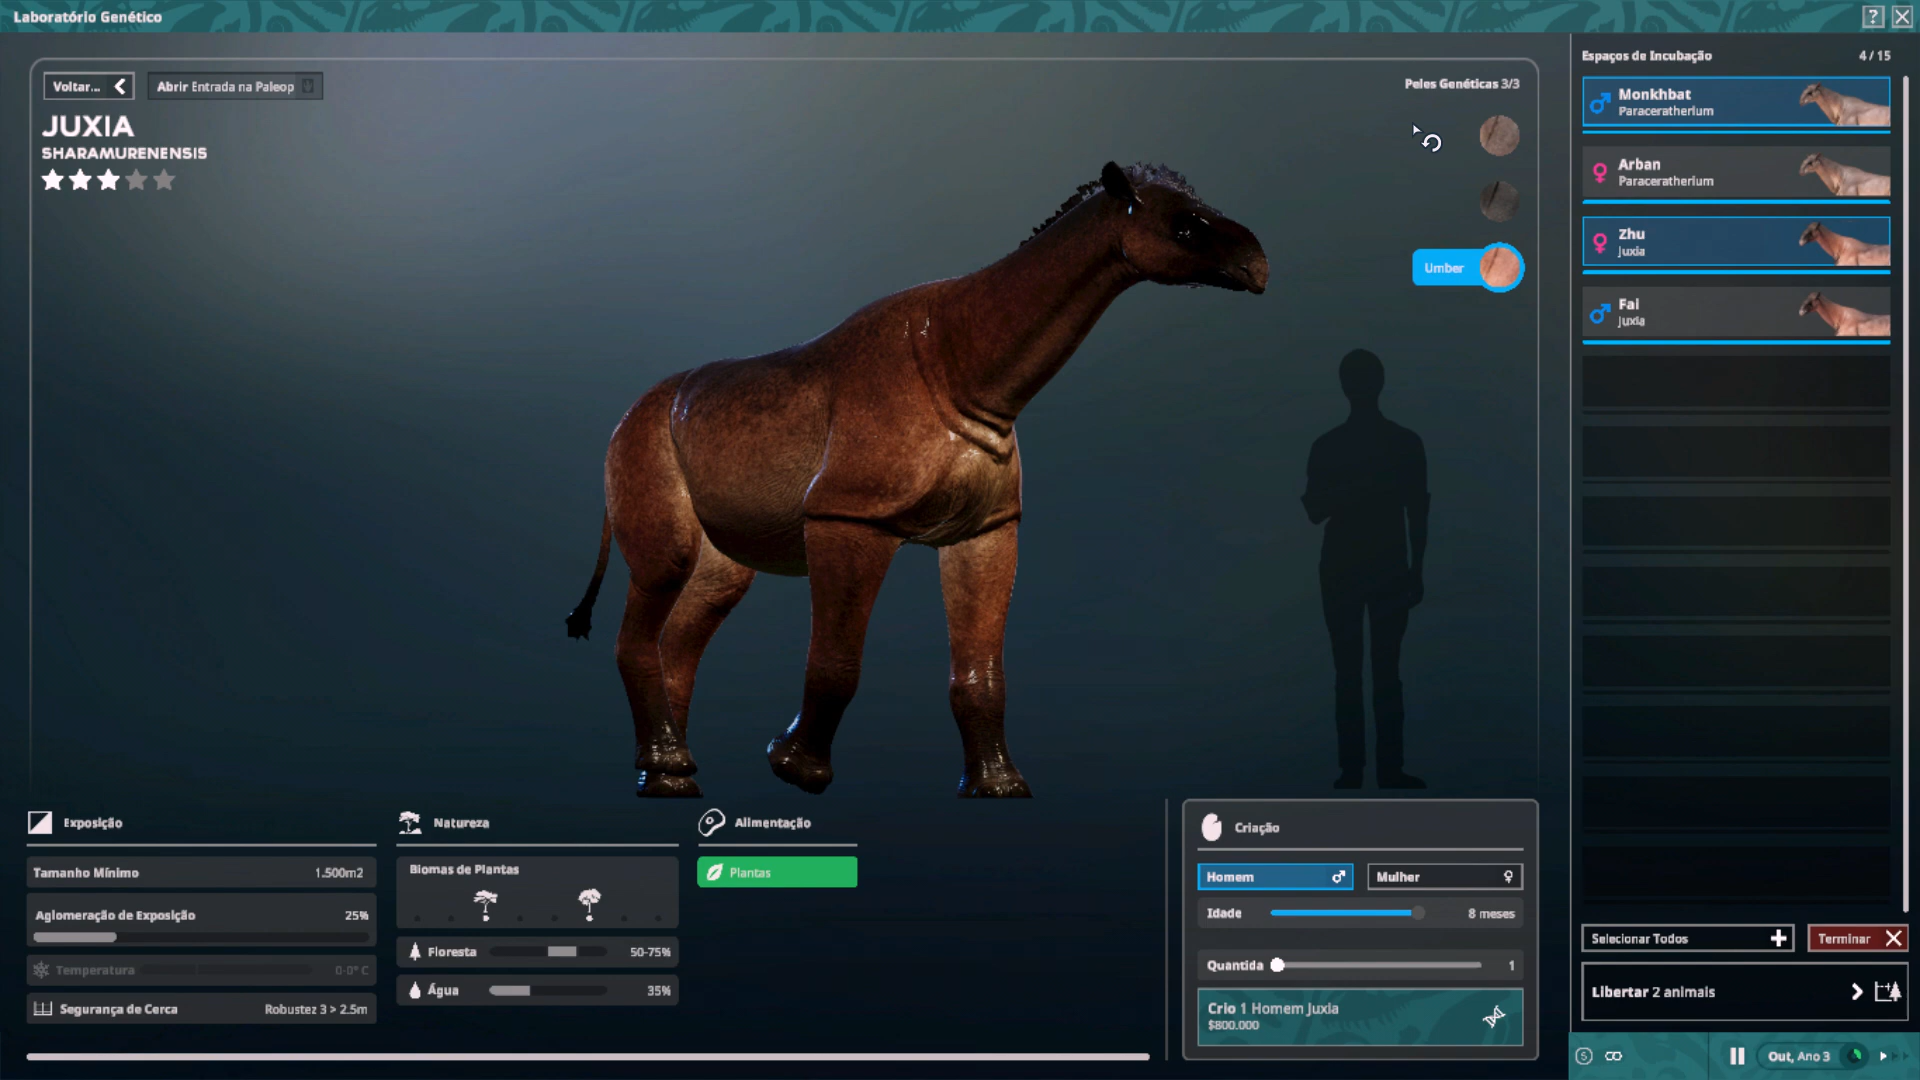 Laboratório Genético
?
Voltar...
Abrir Entrada na Paleop
JUXIA
SHARAMURENENSIS
Peles Genéticas 3/3
Umber
Espaços de Incubação 4 / 15
Monkhbat
Paraceratherium
Arban
Paraceratherium
Zhu
Juxia
Fai
Juxia
Exposição
Tamanho Mínimo 1.500m2
Aglomeração de Exposição 25%
Temperatura 0-0° C
Segurança de Cerca Robustez 3 > 2.5m
Natureza
Biomas de Plantas
Floresta 50-75%
Água 35%
Alimentação
Plantas
Criação
Homem
Mulher
Idade 8 meses
Quantida 1
Crio 1 Homem Juxia
$800.000
Selecionar Todos
Terminar
Libertar 2 animais
S
Out, Ano 3